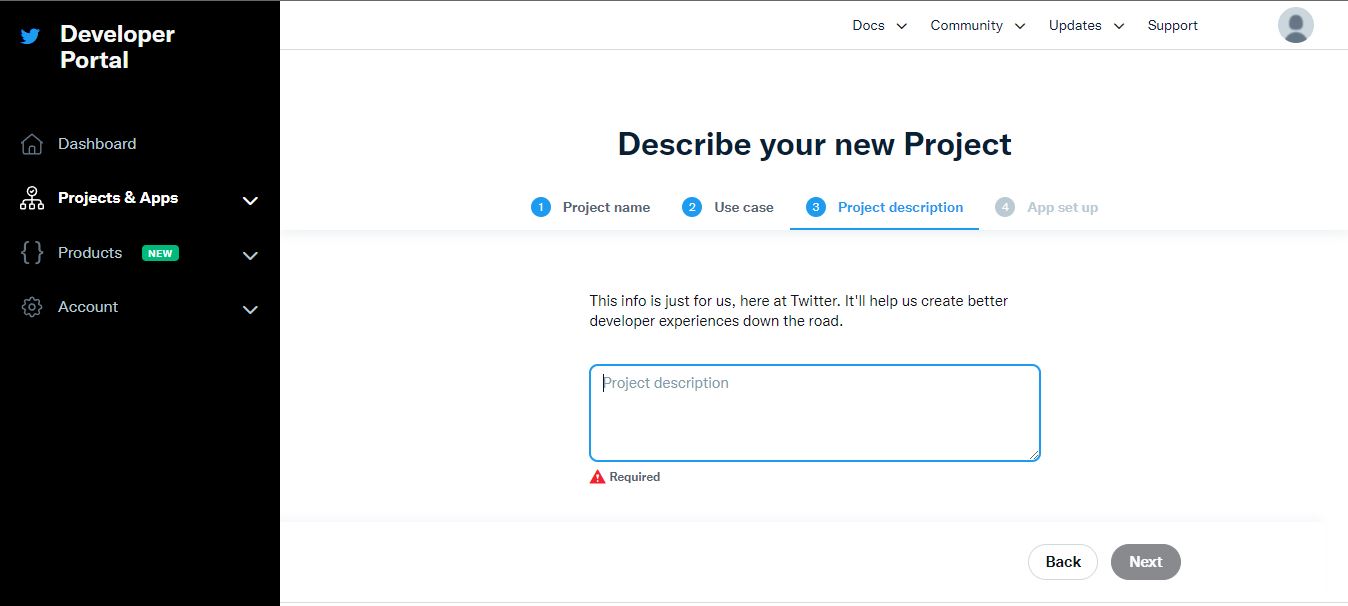 Developer
Portal
Docs
Community
Updates
Support
Dashboard
Projects & Apps
Products NEW
Account
Describe your new Project
1 Project name
2 Use case
3 Project description
4 App set up
This info is just for us, here at Twitter. It'll help us create better
developer experiences down the road.
Project description
Required
Back
Next